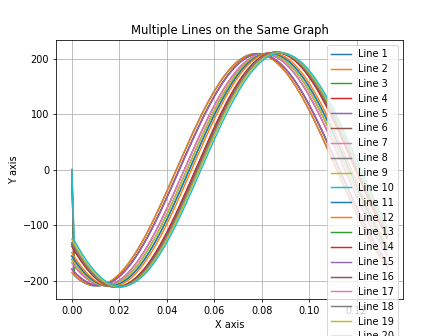 Multiple Lines on the Same Graph
Y axis
200
100
0
−100
−200
0.00
0.02
0.04
0.06
0.08
0.10
X axis
Line 1
Line 2
Line 3
Line 4
Line 5
Line 6
Line 7
Line 8
Line 9
Line 10
Line 11
Line 12
Line 13
Line 14
Line 15
Line 16
Line 17
Line 18
Line 19
Line 20